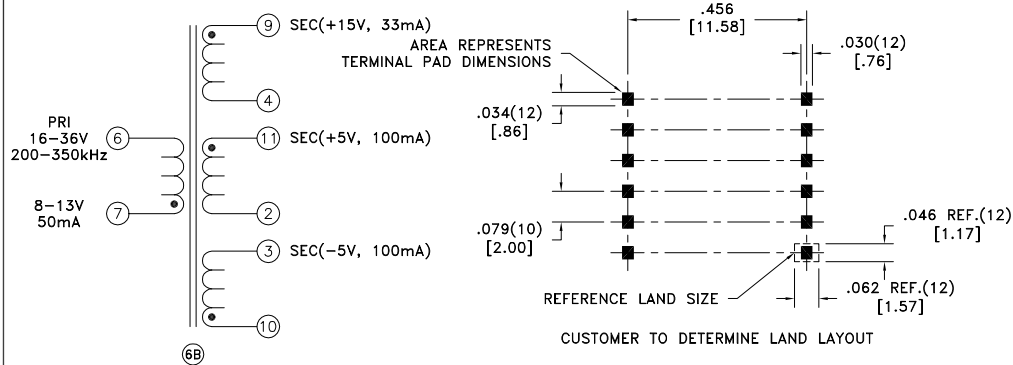 9 SEC(+15V, 33mA)
4
PRI
16-36V
200-350kHz
6
8-13V
50mA
7
11 SEC(+5V, 100mA)
2
3 SEC(-5V, 100mA)
10
6B
.456
[11.58]
AREA REPRESENTS
TERMINAL PAD DIMENSIONS
.030(12)
[.76]
.034(12)
[.86]
.079(10)
[2.00]
.046 REF.(12)
[1.17]
REFERENCE LAND SIZE
.062 REF.(12)
[1.57]
CUSTOMER TO DETERMINE LAND LAYOUT